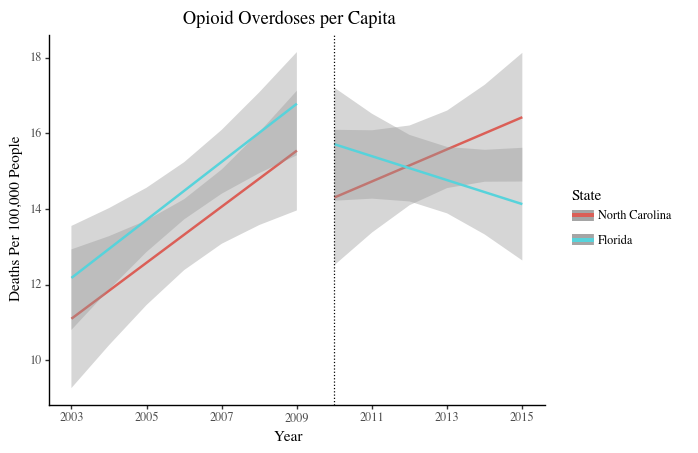 Opioid Overdoses per Capita
Deaths Per 100,000 People
18
16
14
12
10
2003
2005
2007
2009
2011
2013
2015
Year
State
North Carolina
Florida